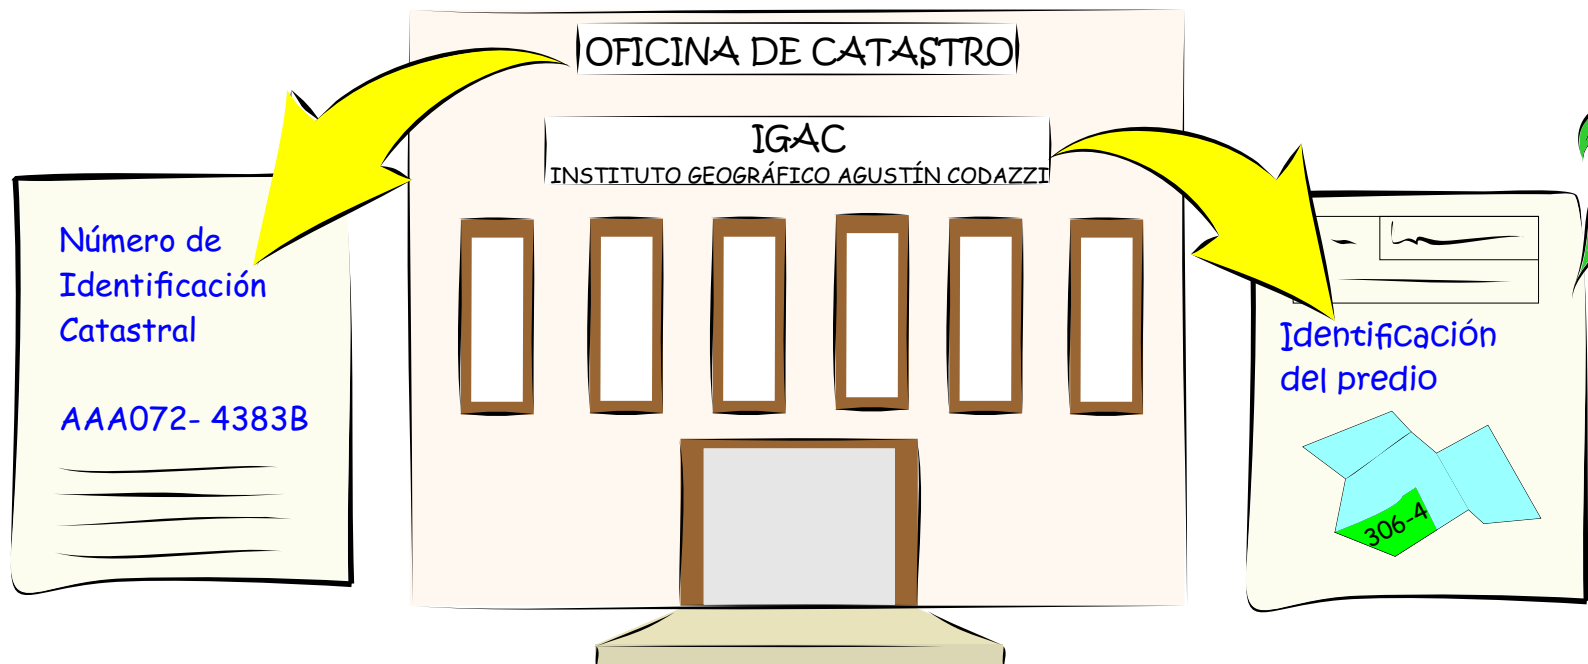 OFICINA DE CATASTRO
IGAC
INSTITUTO GEOGRÁFICO AGUSTÍN CODAZZI
Número de
Identificación
Catastral
AAA072- 4383B
Identificación
del predio
306-4